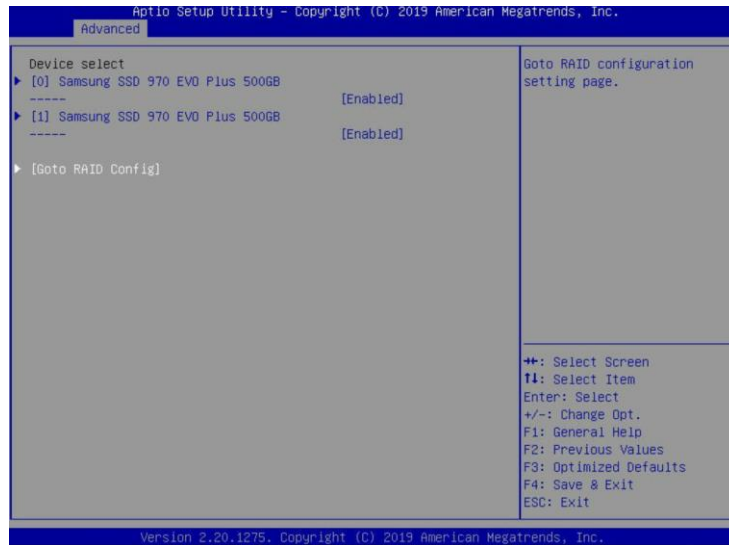 Aptio Setup Utility – Copyright (C) 2019 American Megatrends, Inc.
Advanced
Device select
[0] Samsung SSD 970 EVO Plus 500GB
----- [Enabled]
[1] Samsung SSD 970 EVO Plus 500GB
----- [Enabled]
[Goto RAID Config]
Goto RAID configuration
setting page.
→←: Select Screen
↑↓: Select Item
Enter: Select
+/-: Change Opt.
F1: General Help
F2: Previous Values
F3: Optimized Defaults
F4: Save & Exit
ESC: Exit
Version 2.20.1275. Copyright (C) 2019 American Megatrends, Inc.